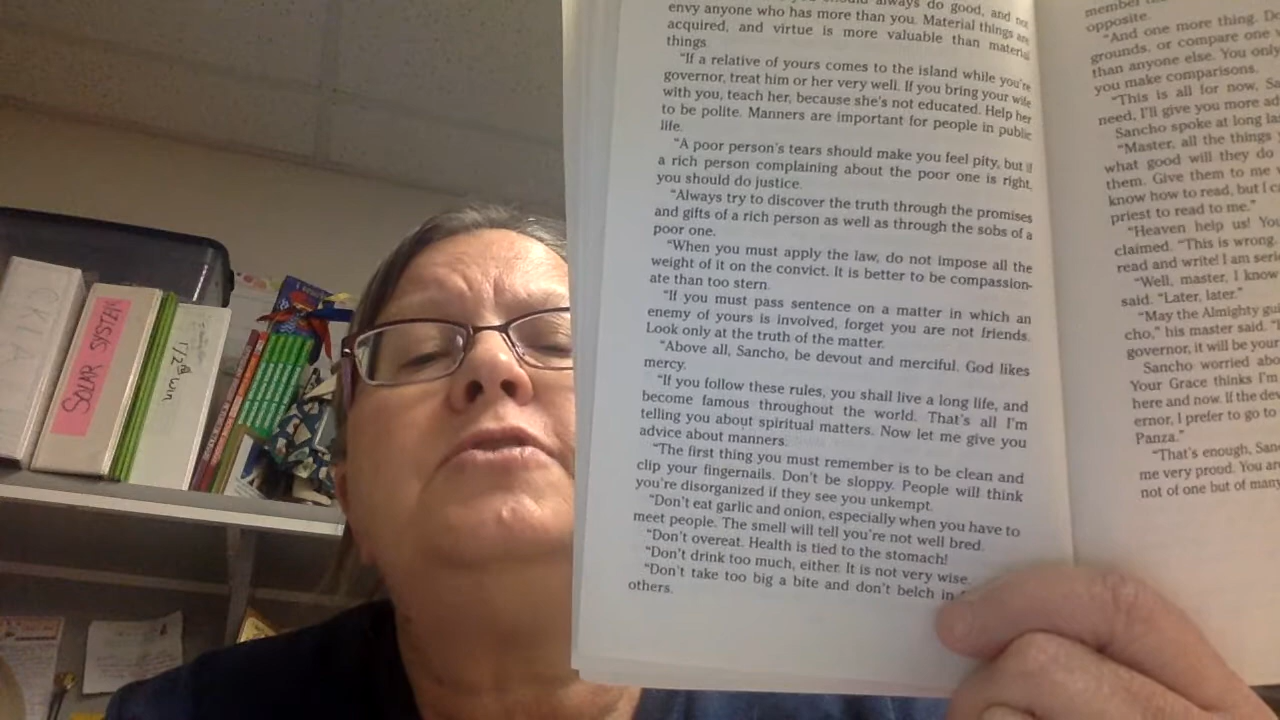 always do good, and not
envy anyone who has more than you. Material things are
acquired, and virtue is more valuable than material
things.
"If a relative of yours comes to the island while you're
governor, treat him or her very well. If you bring your wife
with you, teach her, because she's not educated. Help her
to be polite. Manners are important for people in public
life.
"A poor person's tears should make you feel pity, but if
a rich person complaining about the poor one is right,
you should do justice.
"Always try to discover the truth through the promises
and gifts of a rich person as well as through the sobs of a
poor one.
"When you must apply the law, do not impose all the
weight of it on the convict. It is better to be compassion-
ate than too stern.
"If you must pass sentence on a matter in which an
enemy of yours is involved, forget you are not friends.
Look only at the truth of the matter.
"Above all, Sancho, be devout and merciful. God likes
mercy.
"If you follow these rules, you shall live a long life, and
become famous throughout the world. That's all I'm
telling you about spiritual matters. Now let me give you
advice about manners.
"The first thing you must remember is to be clean and
clip your fingernails. Don't be sloppy. People will think
you're disorganized if they see you unkempt.
"Don't eat garlic and onion, especially when you have to
meet people. The smell will tell you're not well bred.
"Don't overeat. Health is tied to the stomach!
"Don't drink too much, either. It is not very wise.
"Don't take too big a bite and don't belch in
others.
opposite.
"And one more thing.
grounds, or compare one
than anyone else. You only
you make comparisons.
"This is all for now,
need, I'll give you more
Sancho spoke at long
"Master, all the things
what good will they do
them. Give them to me
know how to read, but I
priest to read to me."
"Heaven help us!
claimed. "This is wrong.
read and write! I am
"Well, master, I know
said. "Later, later."
"May the Almighty
cho," his master said.
governor, it will be your
Sancho worried
Your Grace thinks I'm
here and now. If the
ernor, I prefer to go to
Panza."
"That's enough,
me very proud. You are
not of one but of many
SOLAR SYSTEM
win